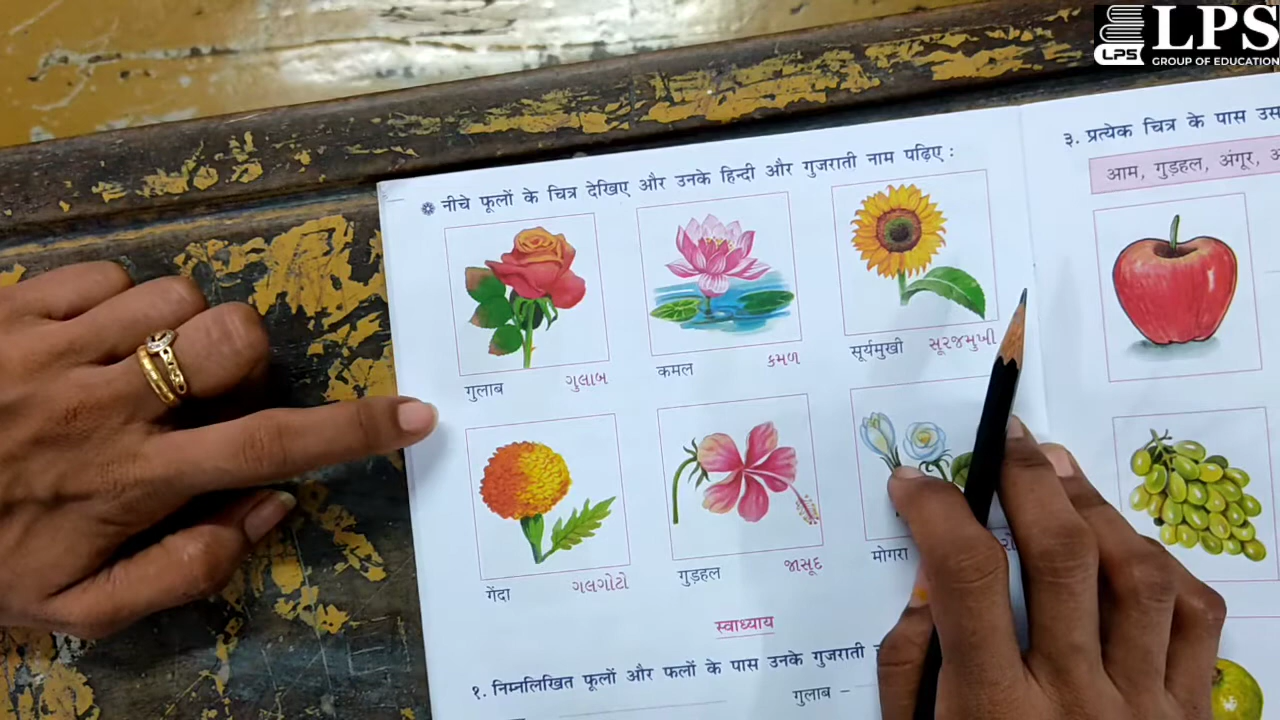 LPS
LPS
GROUP OF EDUCATION
❋ नीचे फूलों के चित्र देखिए और उनके हिन्दी और गुजराती नाम पढ़िए :
गुलाब ગુલાબ
कमल કમળ
सूर्यमुखी સૂરજમુખી
गेंदा ગલગોટો
गुड़हल જાસૂદ
मोगरा
स्वाध्याय
१. निम्नलिखित फूलों और फलों के पास उनके गुजराती
गुलाब –
३. प्रत्येक चित्र के पास उस
आम, गुड़हल, अंगूर,